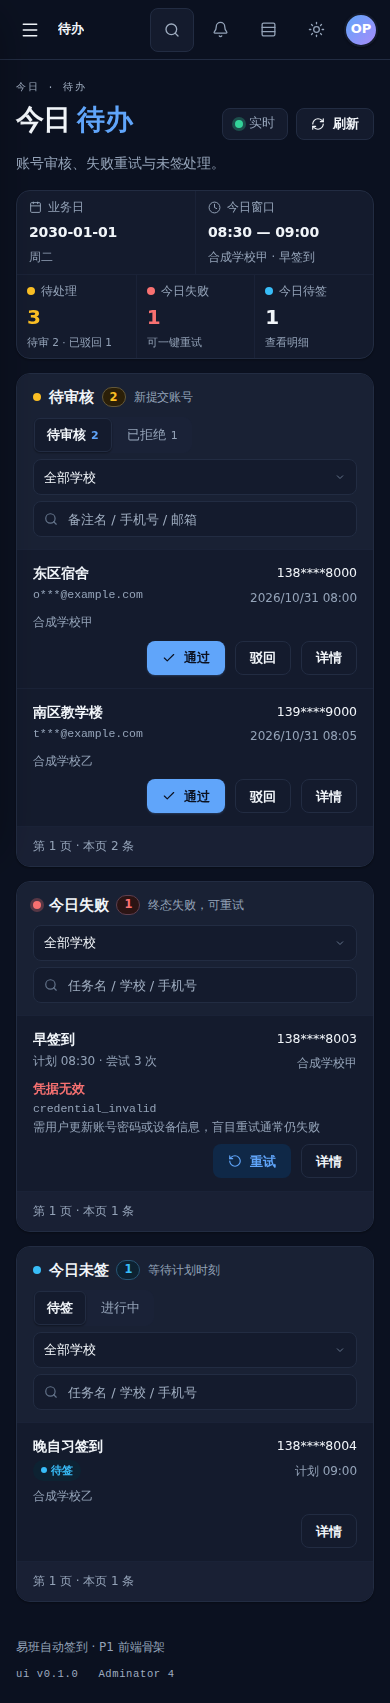 待办
OP
今日 · 待办
今日 待办
实时
刷新
账号审核、失败重试与未签处理。
业务日
2030-01-01
周二
今日窗口
08:30 — 09:00
合成学校甲 · 早签到
待处理
3
待审 2 · 已驳回 1
今日失败
1
可一键重试
今日待签
1
查看明细
待审核 2 新提交账号
待审核 2 已拒绝 1
全部学校
备注名 / 手机号 / 邮箱
东区宿舍 138****8000
o***@example.com 2026/10/31 08:00
合成学校甲
通过 驳回 详情
南区教学楼 139****9000
t***@example.com 2026/10/31 08:05
合成学校乙
通过 驳回 详情
第 1 页 · 本页 2 条
今日失败 1 终态失败，可重试
全部学校
任务名 / 学校 / 手机号
早签到 138****8003
计划 08:30 · 尝试 3 次 合成学校甲
凭据无效
credential_invalid
需用户更新账号密码或设备信息，盲目重试通常仍失败
重试 详情
第 1 页 · 本页 1 条
今日未签 1 等待计划时刻
待签 进行中
全部学校
任务名 / 学校 / 手机号
晚自习签到 138****8004
待签 计划 09:00
合成学校乙
详情
第 1 页 · 本页 1 条
易班自动签到 · P1 前端骨架
ui v0.1.0 Adminator 4